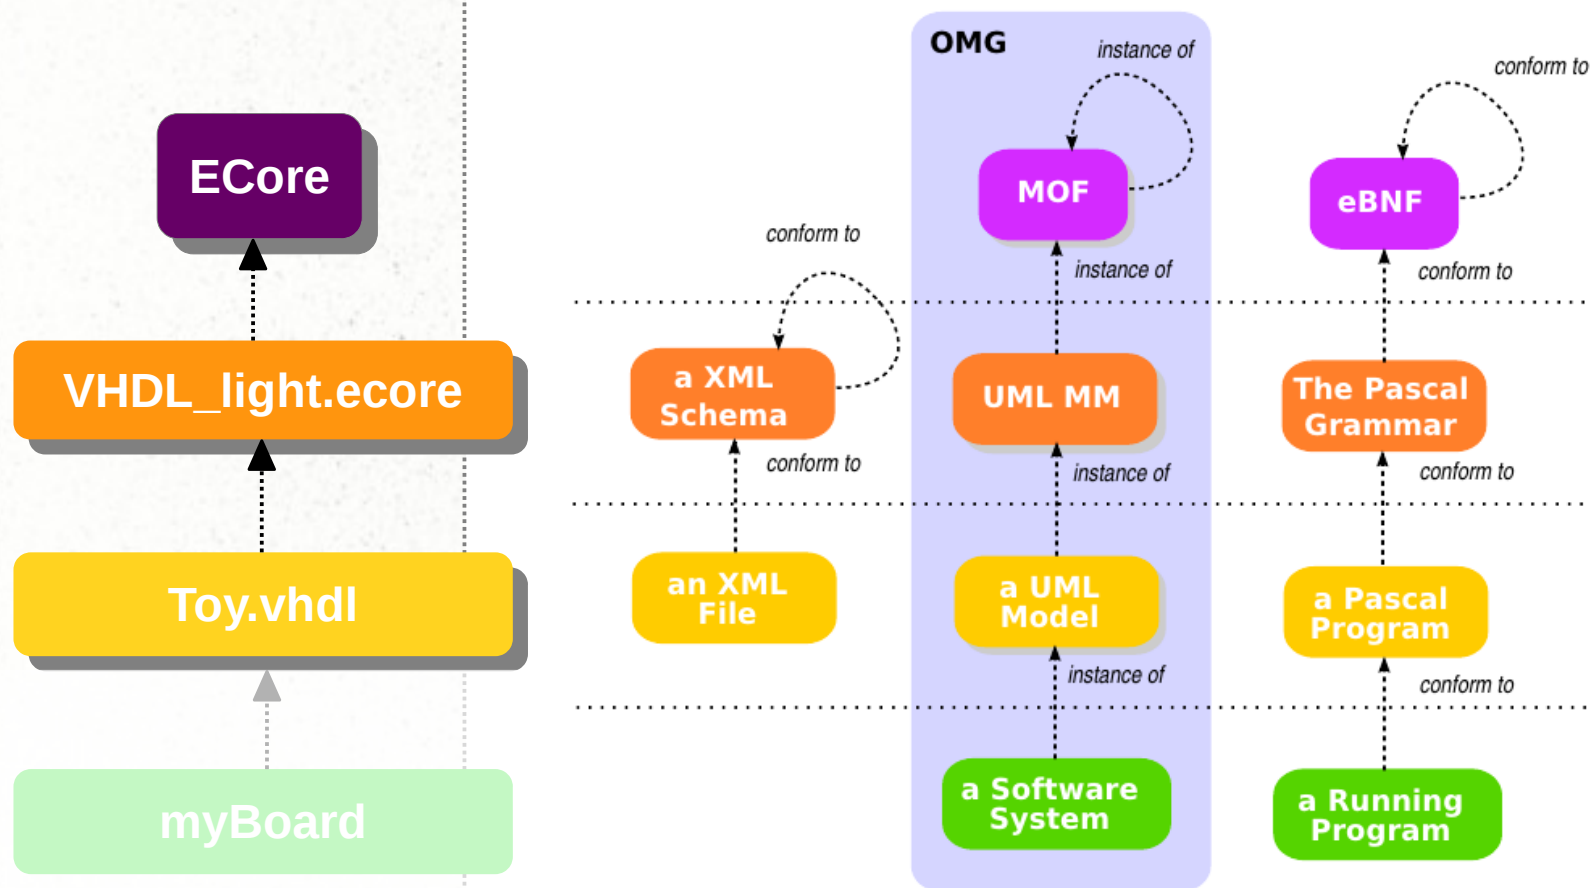 ECore
VHDL_light.ecore
Toy.vhdl
myBoard
conform to
a XML
Schema
conform to
an XML
File
OMG
instance of
MOF
instance of
UML MM
instance of
a UML
Model
instance of
a Software
System
conform to
eBNF
conform to
The Pascal
Grammar
conform to
a Pascal
Program
conform to
a Running
Program